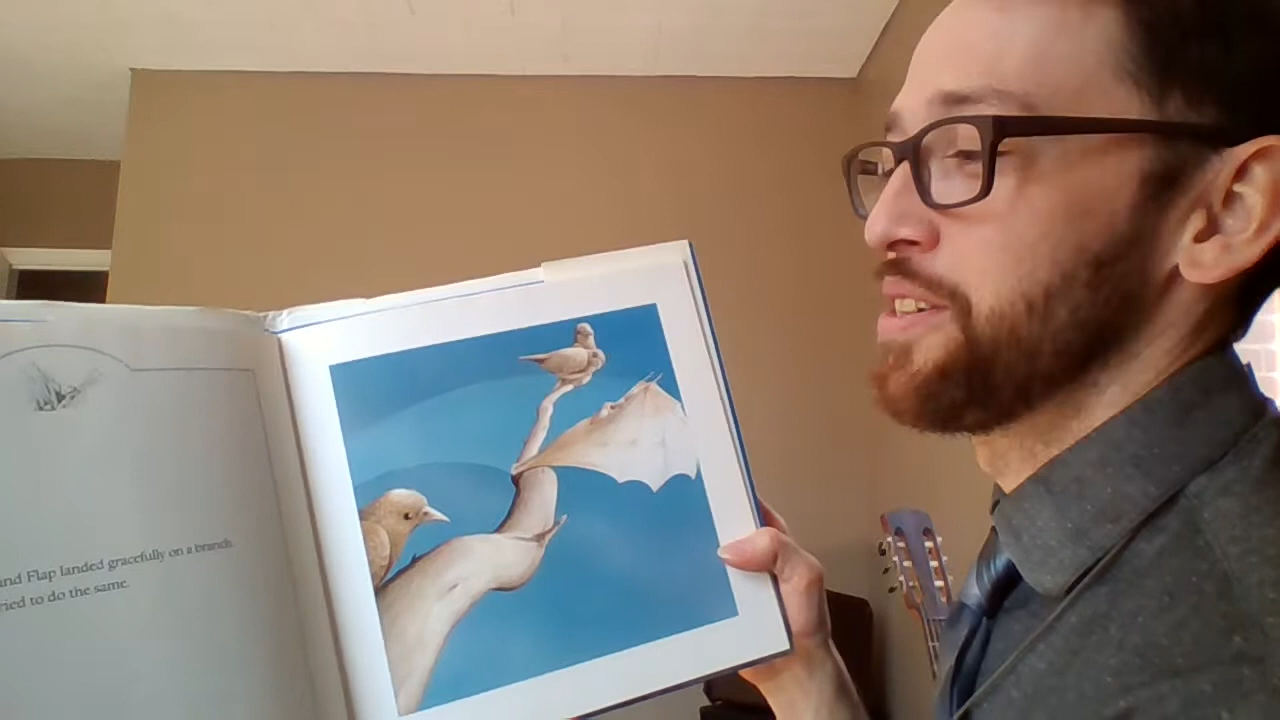 and Flap landed gracefully on a branch.
ried to do the same.